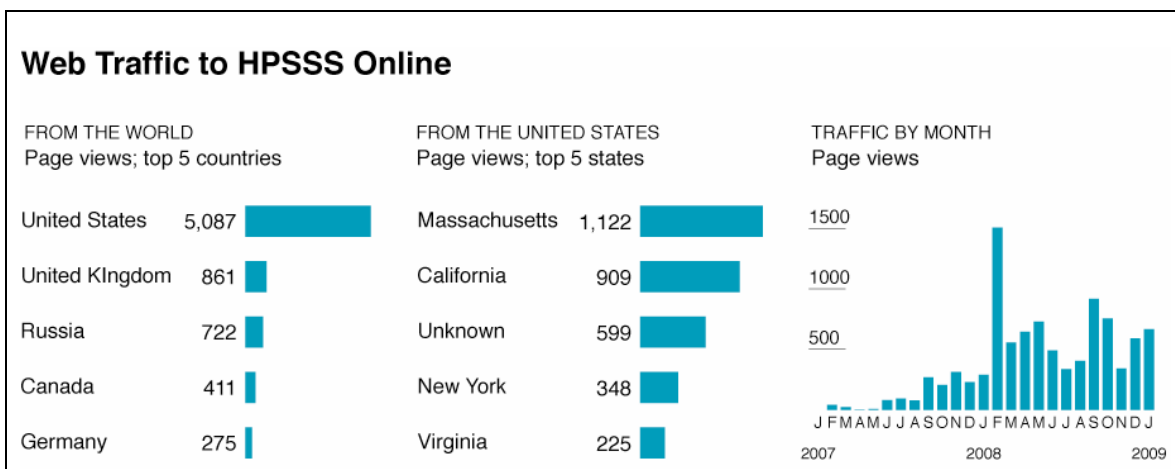 Web Traffic to HPSSS Online
FROM THE WORLD
Page views; top 5 countries
United States 5,087
United KIngdom 861
Russia 722
Canada 411
Germany 275
FROM THE UNITED STATES
Page views; top 5 states
Massachusetts 1,122
California 909
Unknown 599
New York 348
Virginia 225
TRAFFIC BY MONTH
Page views
1500
1000
500
J F M A M J J A S O N D J F M A M J J A S O N D J
2007 2008 2009